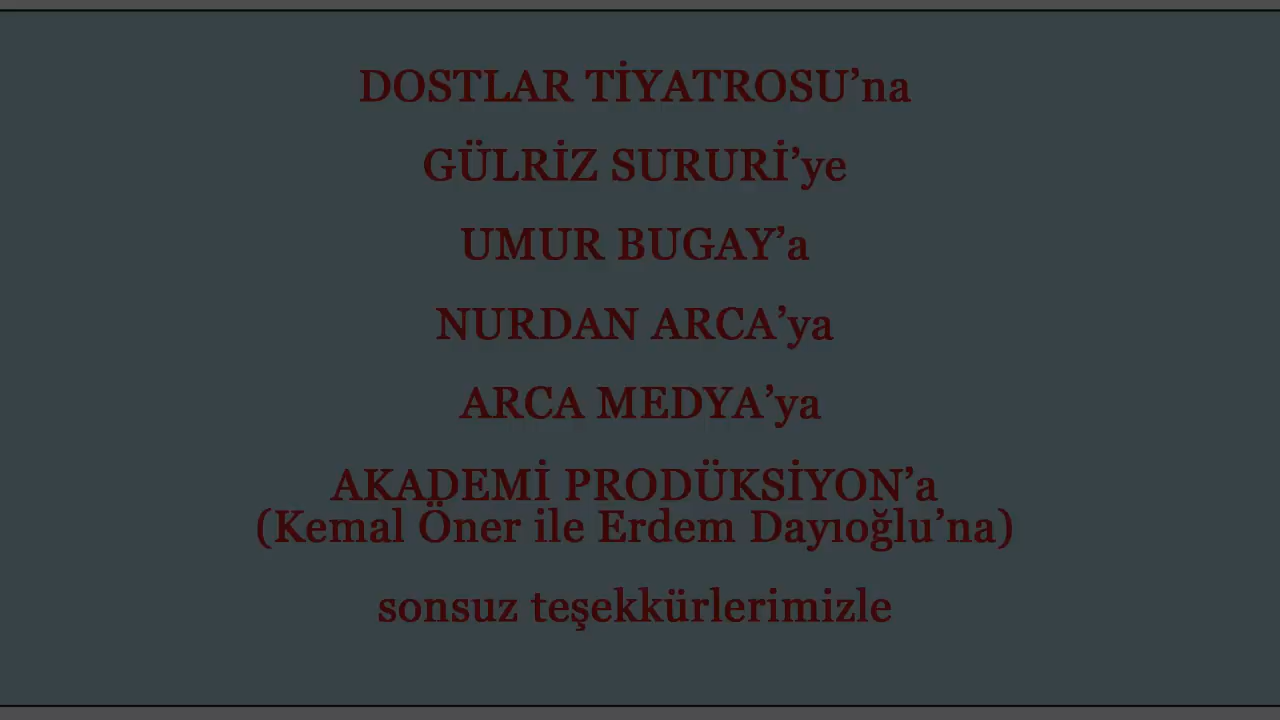 DOSTLAR TİYATROSU’na
GÜLRİZ SURURİ’ye
UMUR BUGAY’a
NURDAN ARCA’ya
ARCA MEDYA’ya
AKADEMİ PRODÜKSİYON’a
(Kemal Öner ile Erdem Dayıoğlu’na)
sonsuz teşekkürlerimizle